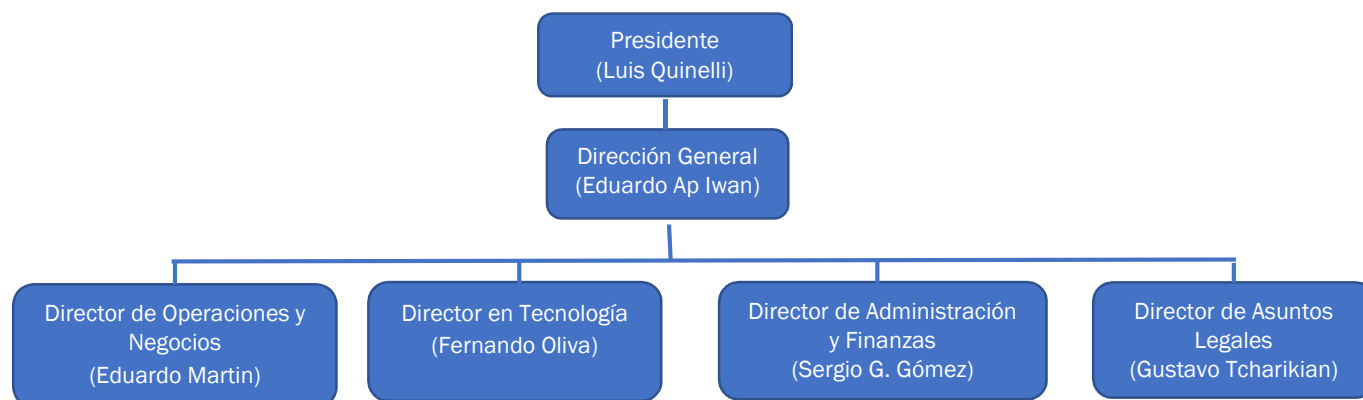 Presidente
(Luis Quinelli)
Dirección General
(Eduardo Ap Iwan)
Director de Operaciones y
Negocios
(Eduardo Martin)
Director en Tecnología
(Fernando Oliva)
Director de Administración
y Finanzas
(Sergio G. Gómez)
Director de Asuntos
Legales
(Gustavo Tcharikian)